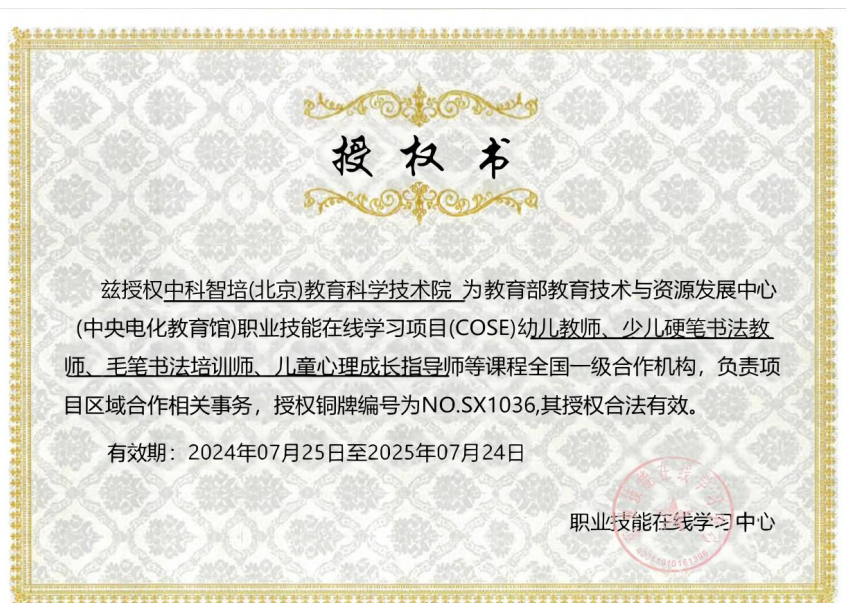 授权书
兹授权中科智培(北京)教育科学技术院 为教育部教育技术与资源发展中心
(中央电化教育馆)职业技能在线学习项目(COSE)幼儿教师、少儿硬笔书法教
师、毛笔书法培训师、儿童心理成长指导师等课程全国一级合作机构，负责项
目区域合作相关事务，授权铜牌编号为NO.SX1036,其授权合法有效。
有效期：2024年07月25日至2025年07月24日
职业技能在线学习中心